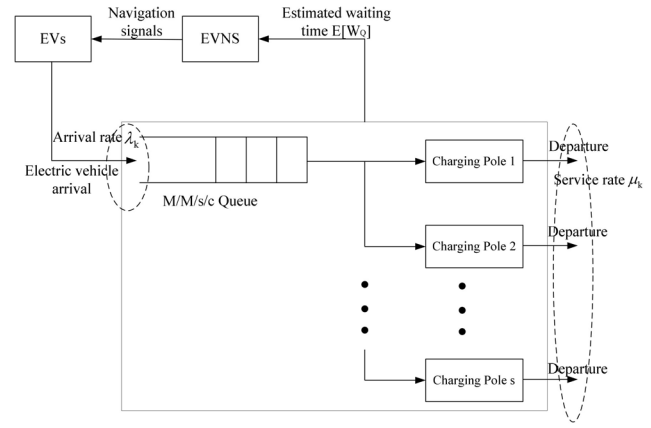 Navigation
signals
Estimated waiting
time E[WQ]
EVs
EVNS
Arrival rate λk
Electric vehicle
arrival
M/M/s/c Queue
Charging Pole 1
Departure
Service rate μk
Charging Pole 2
Departure
Charging Pole s
Departure